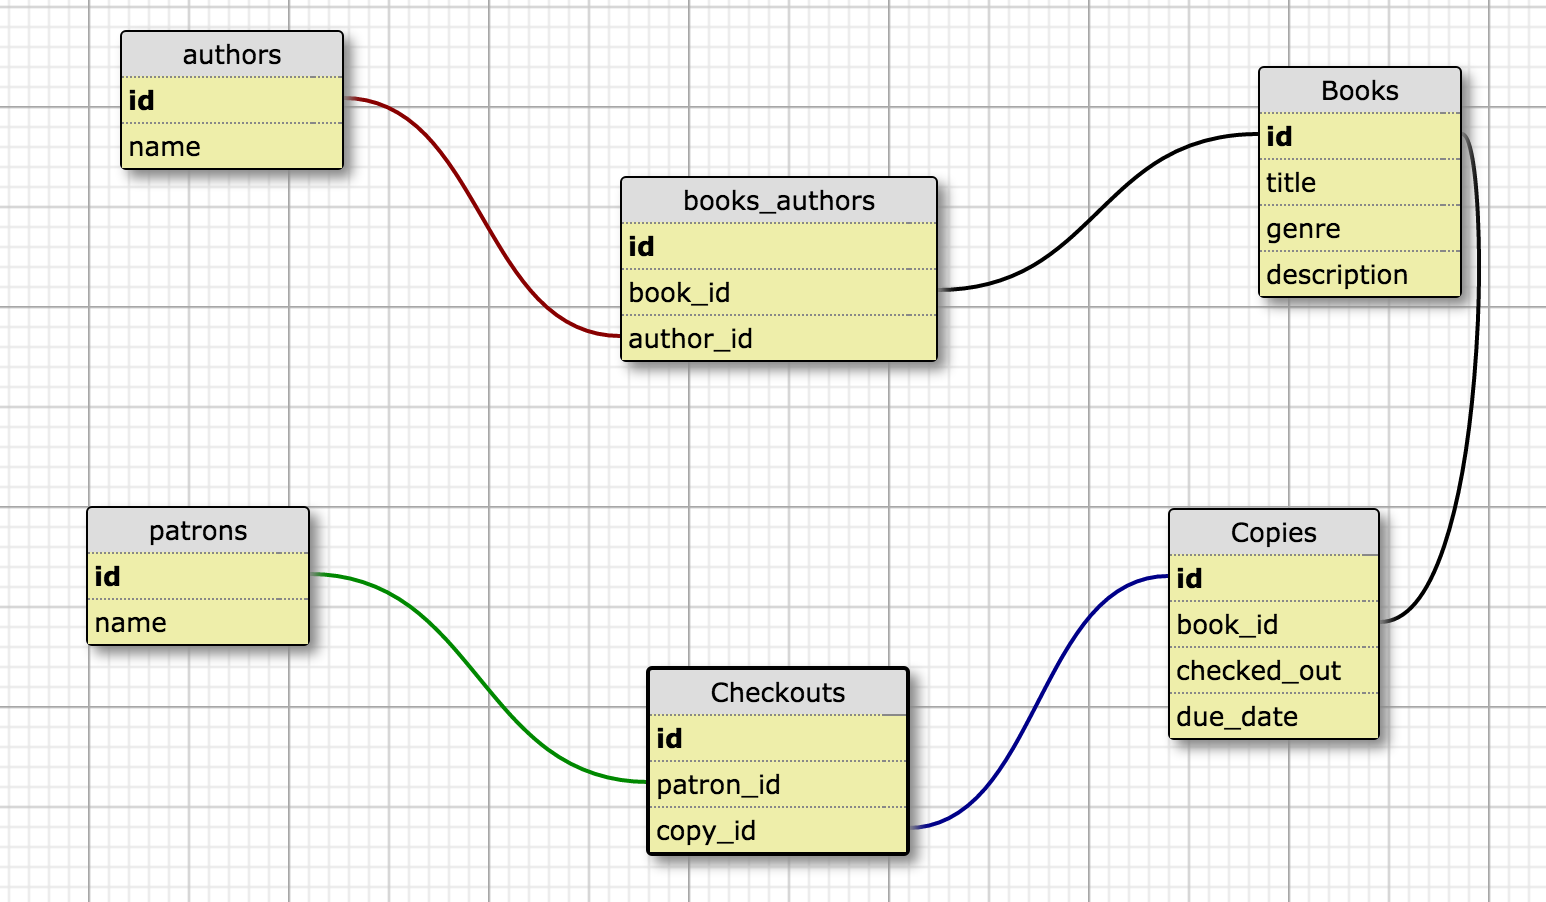 authors
id
name
books_authors
id
book_id
author_id
Books
id
title
genre
description
patrons
id
name
Checkouts
id
patron_id
copy_id
Copies
id
book_id
checked_out
due_date